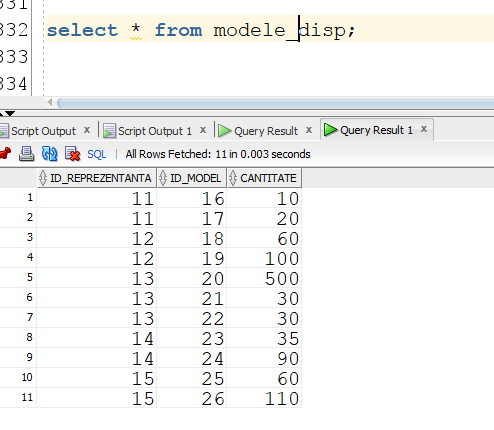 331
332 select * from modele_disp;
333
334
Script Output x Script Output 1 x Query Result x Query Result 1 x
SQL | All Rows Fetched: 11 in 0.003 seconds
ID_REPREZENTANTA ID_MODEL CANTITATE
1 11 16 10
2 11 17 20
3 12 18 60
4 12 19 100
5 13 20 500
6 13 21 30
7 13 22 30
8 14 23 35
9 14 24 90
10 15 25 60
11 15 26 110